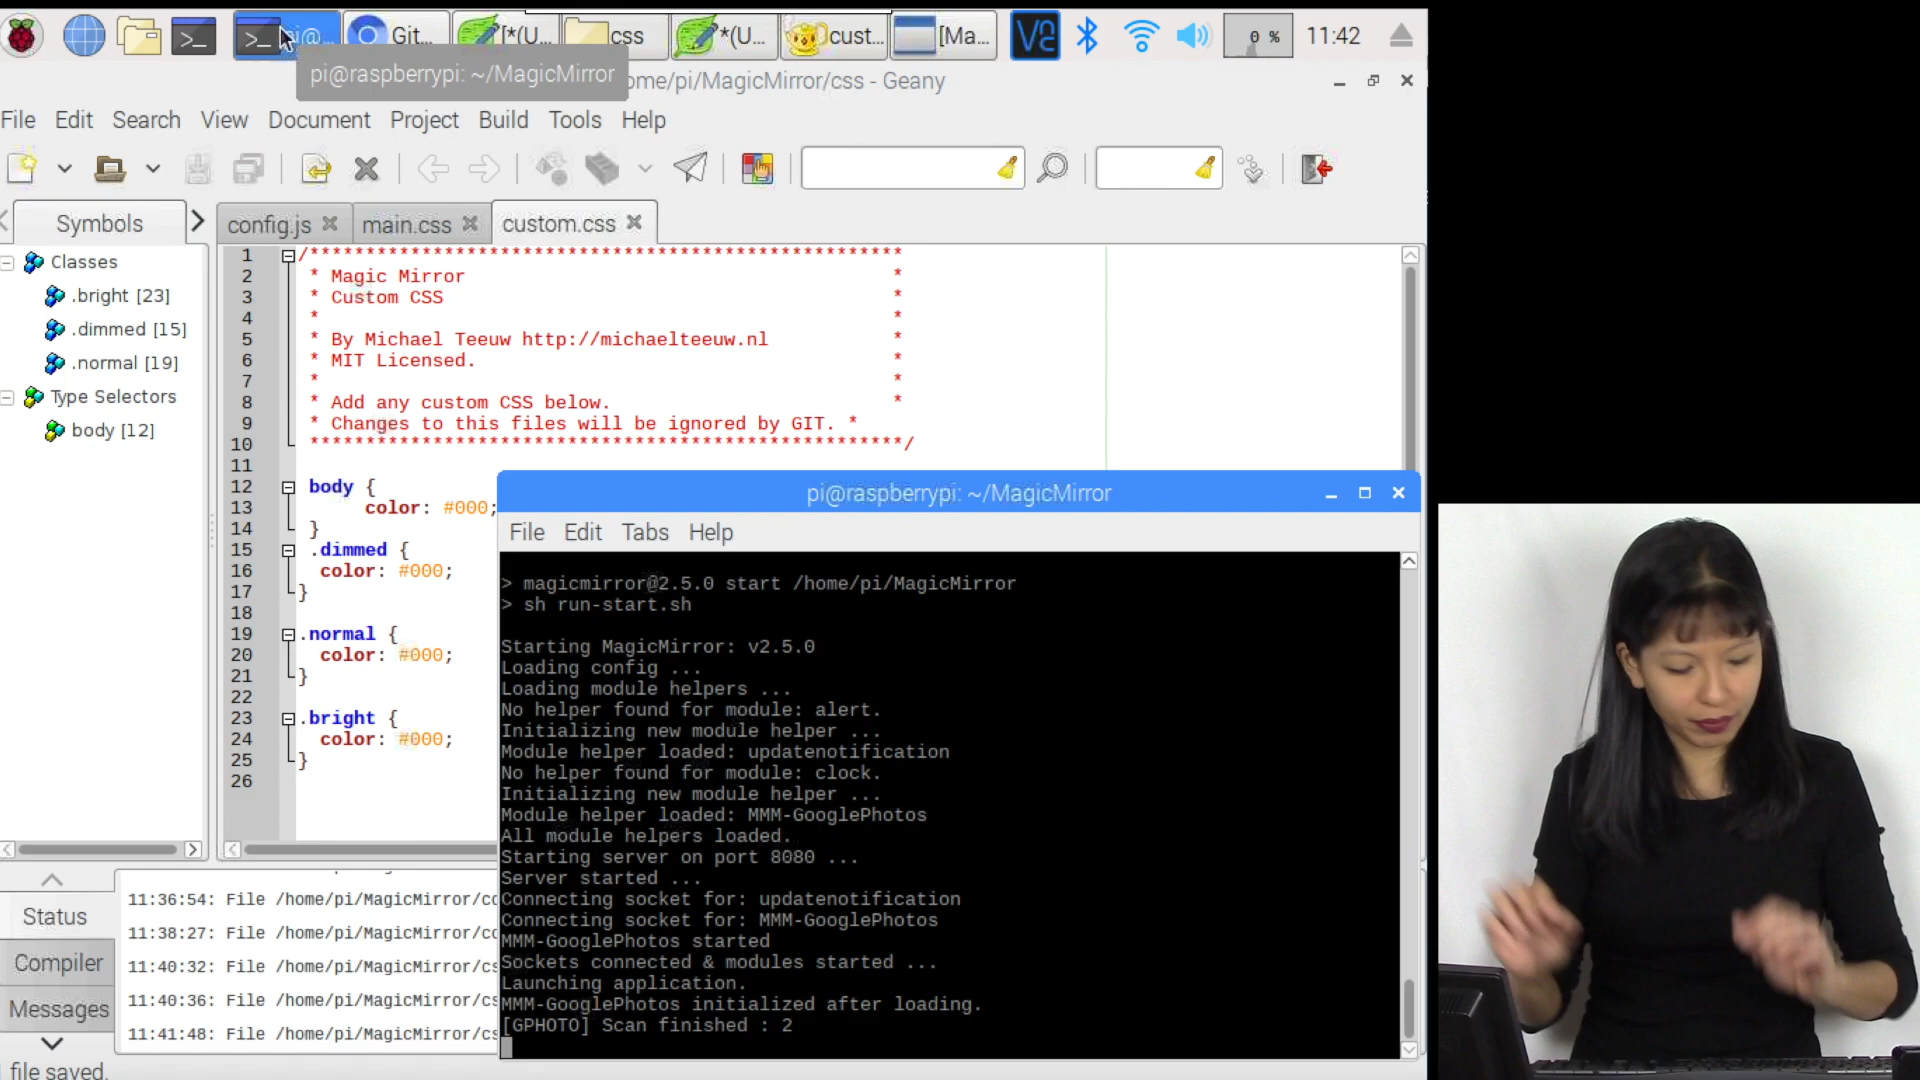 pi@...
Git...
[*(U...
css
*(U...
cust...
[Ma...
0 %
11:42
pi@raspberrypi: ~/MagicMirror
ome/pi/MagicMirror/css - Geany
File Edit Search View Document Project Build Tools Help
Symbols
config.js
main.css
custom.css
Classes
.bright [23]
.dimmed [15]
.normal [19]
Type Selectors
body [12]
1 /*****************************************************
2 * Magic Mirror *
3 * Custom CSS *
4 * *
5 * By Michael Teeuw http://michaelteeuw.nl *
6 * MIT Licensed. *
7 * *
8 * Add any custom CSS below. *
9 * Changes to this files will be ignored by GIT. *
10 *****************************************************/
11
12 body {
13 color: #000;
14 }
15 .dimmed {
16 color: #000;
17 }
18
19 .normal {
20 color: #000;
21 }
22
23 .bright {
24 color: #000;
25 }
26
pi@raspberrypi: ~/MagicMirror
File Edit Tabs Help
> magicmirror@2.5.0 start /home/pi/MagicMirror
> sh run-start.sh
Starting MagicMirror: v2.5.0
Loading config ...
Loading module helpers ...
No helper found for module: alert.
Initializing new module helper ...
Module helper loaded: updatenotification
No helper found for module: clock.
Initializing new module helper ...
Module helper loaded: MMM-GooglePhotos
All module helpers loaded.
Starting server on port 8080 ...
Server started ...
Connecting socket for: updatenotification
Connecting socket for: MMM-GooglePhotos
MMM-GooglePhotos started
Sockets connected & modules started ...
Launching application.
MMM-GooglePhotos initialized after loading.
[GPHOTO] Scan finished : 2
Status
Compiler
Messages
11:36:54: File /home/pi/MagicMirror/co
11:38:27: File /home/pi/MagicMirror/co
11:40:32: File /home/pi/MagicMirror/cs
11:40:36: File /home/pi/MagicMirror/cs
11:41:48: File /home/pi/MagicMirror/cs
file saved.